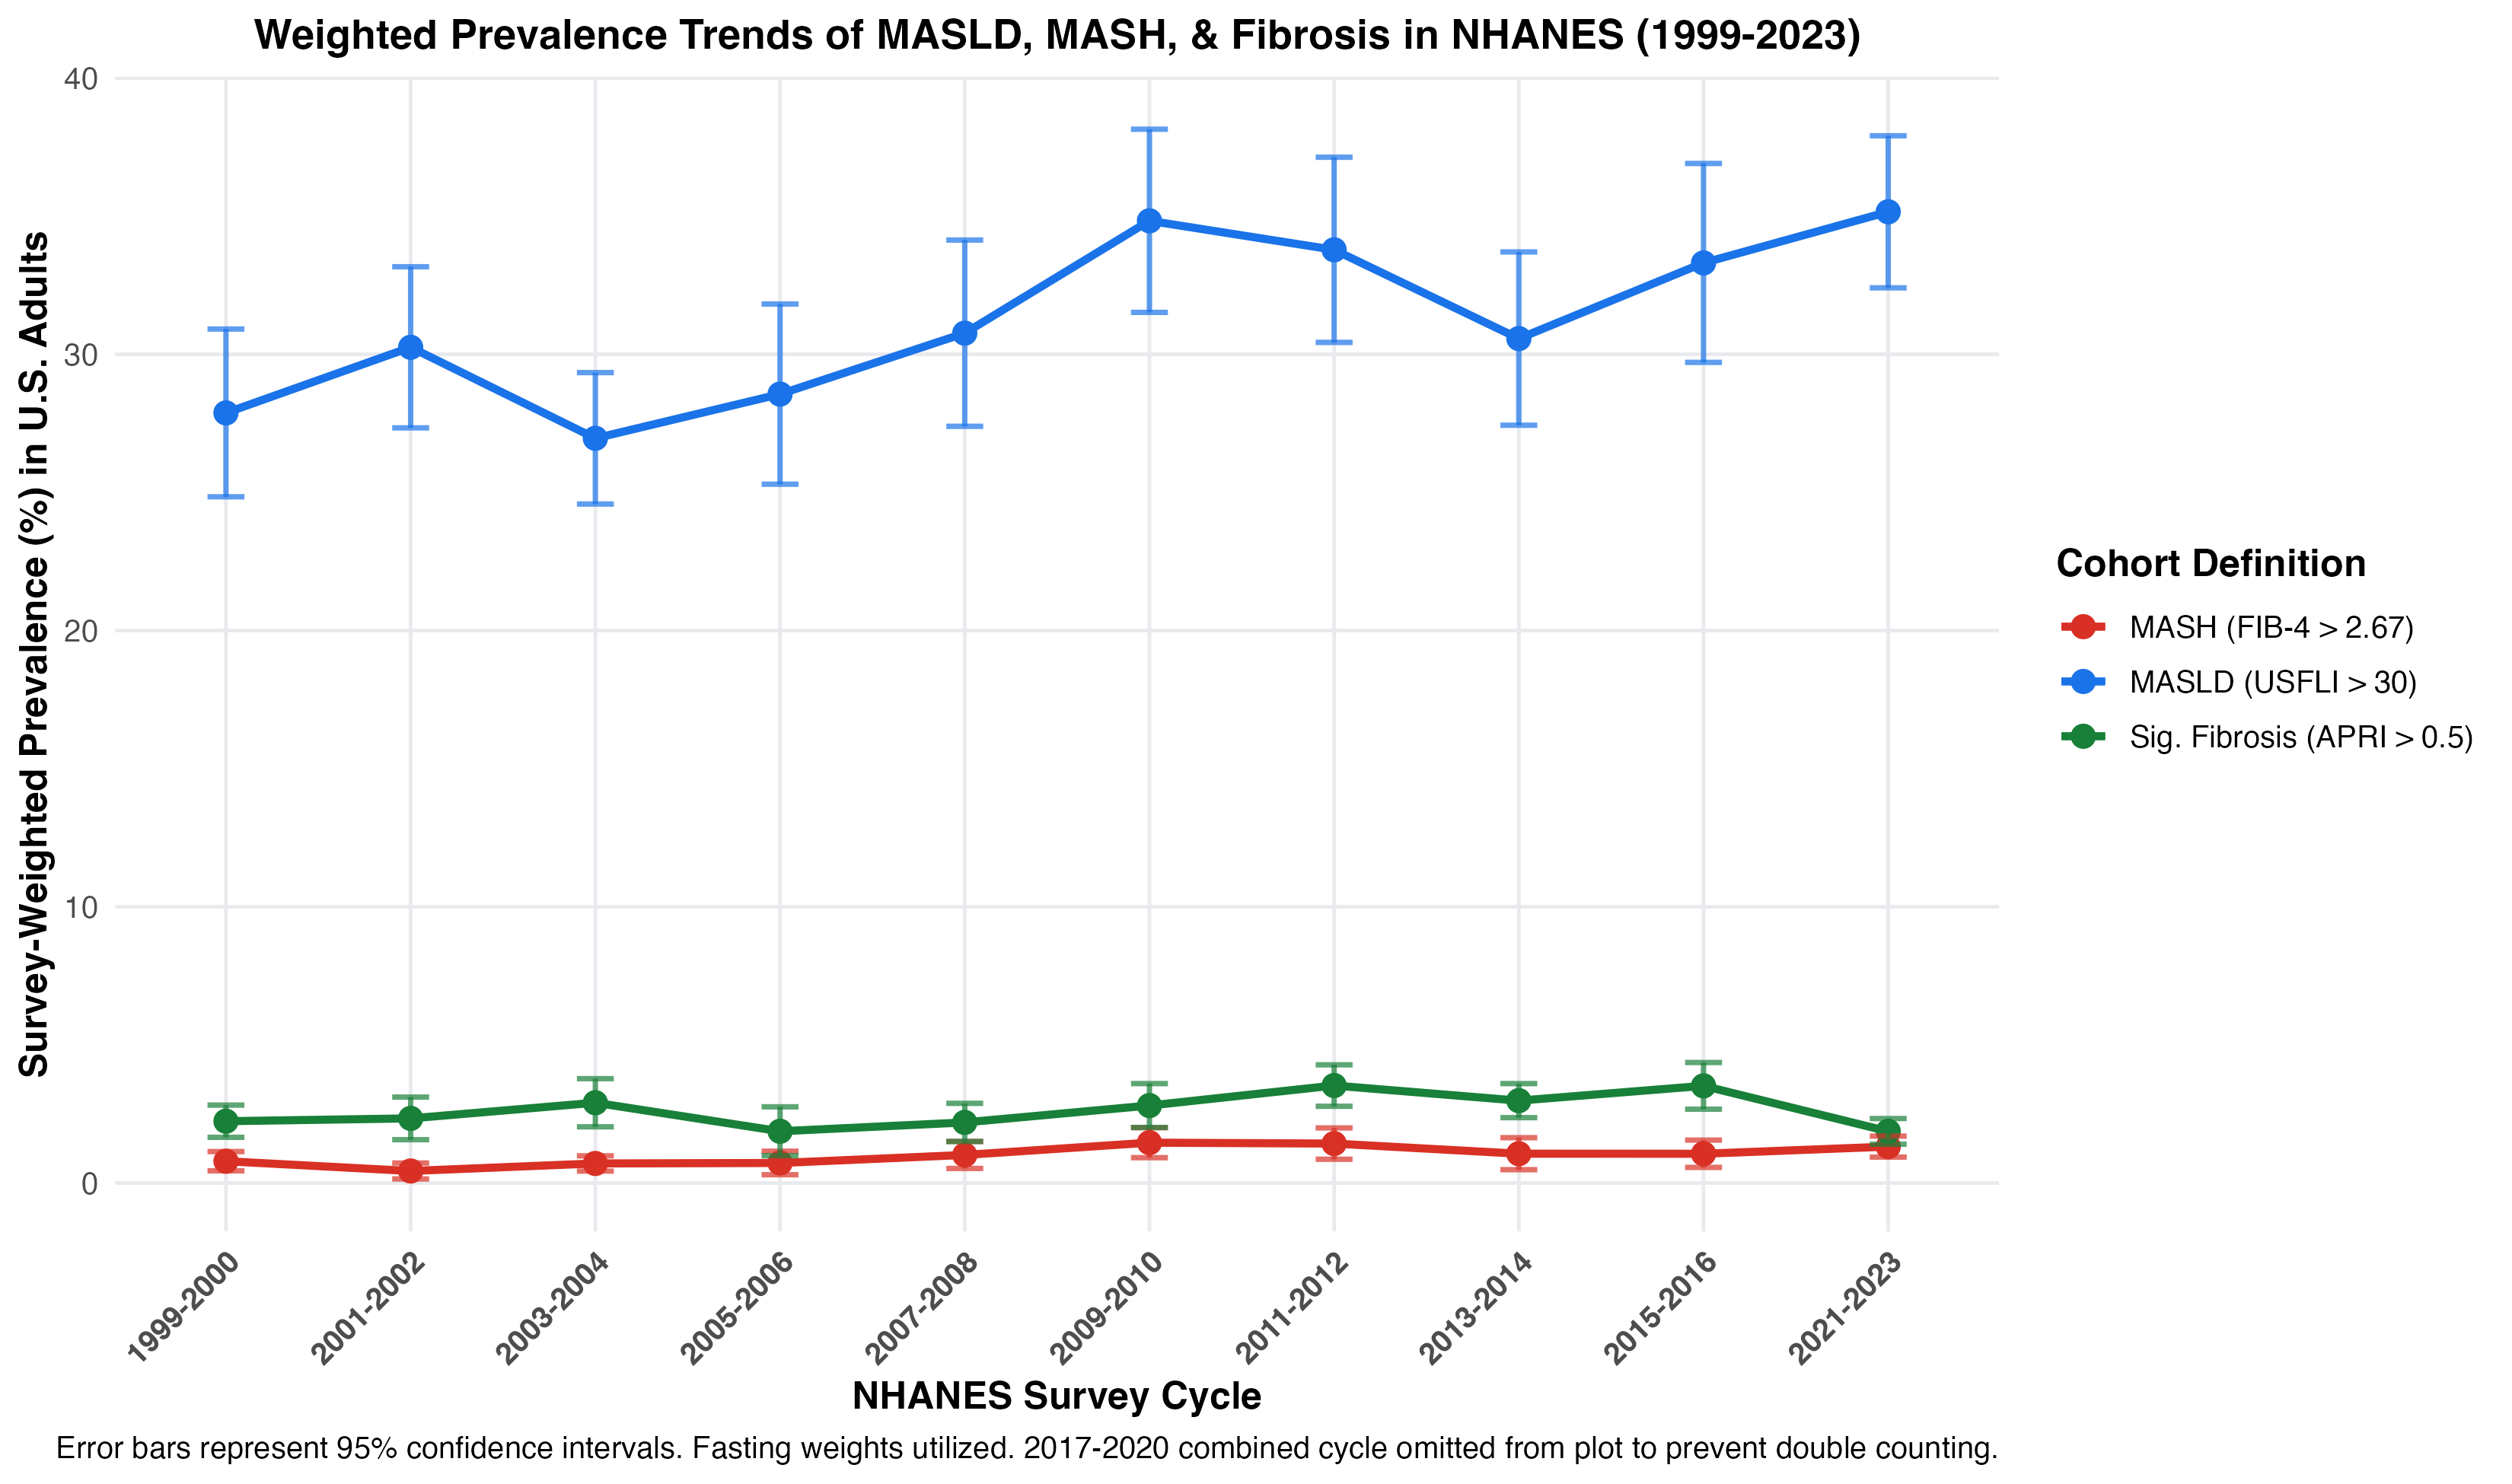 Weighted Prevalence Trends of MASLD, MASH, & Fibrosis in NHANES (1999-2023)
Survey-Weighted Prevalence (%) in U.S. Adults
40
30
20
10
0
Cohort Definition
MASH (FIB-4 > 2.67)
MASLD (USFLI > 30)
Sig. Fibrosis (APRI > 0.5)
1999-2000
2001-2002
2003-2004
2005-2006
2007-2008
2009-2010
2011-2012
2013-2014
2015-2016
2021-2023
NHANES Survey Cycle
Error bars represent 95% confidence intervals. Fasting weights utilized. 2017-2020 combined cycle omitted from plot to prevent double counting.